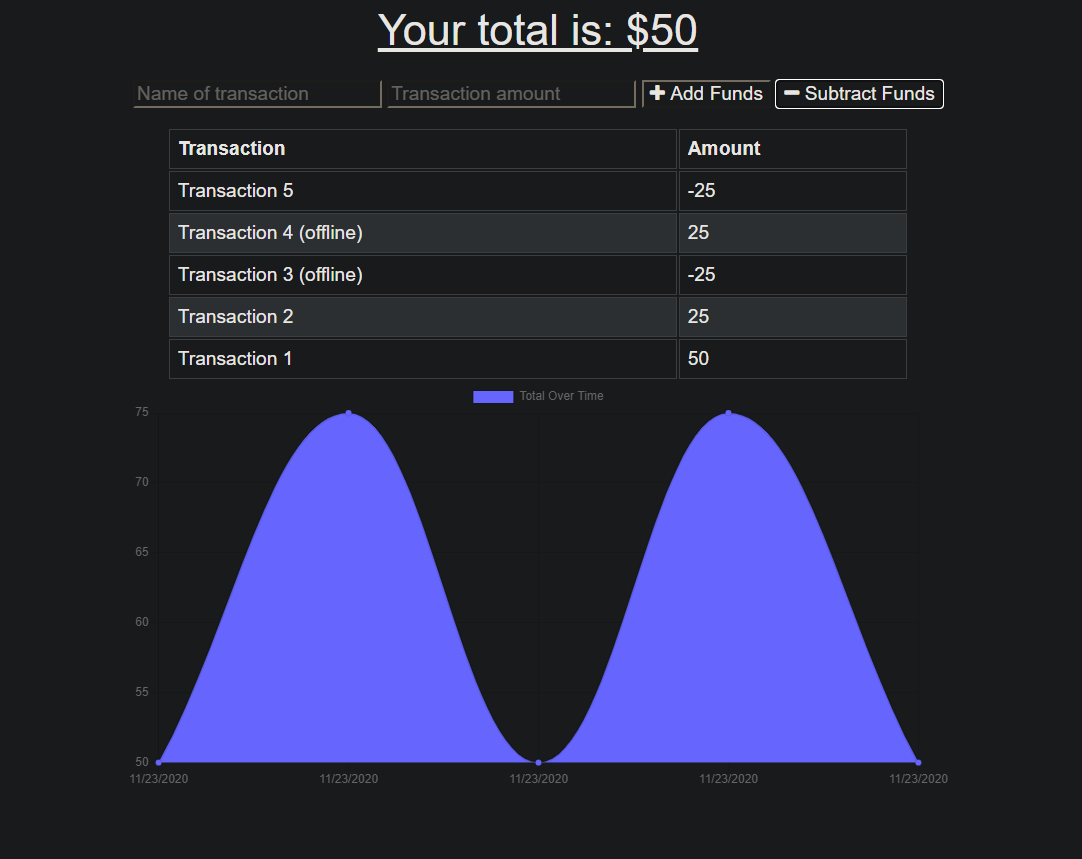 Your total is: $50
Name of transaction Transaction amount Add Funds Subtract Funds
Transaction Amount
Transaction 5 -25
Transaction 4 (offline) 25
Transaction 3 (offline) -25
Transaction 2 25
Transaction 1 50
Total Over Time
75
70
65
60
55
50
11/23/2020 11/23/2020 11/23/2020 11/23/2020 11/23/2020